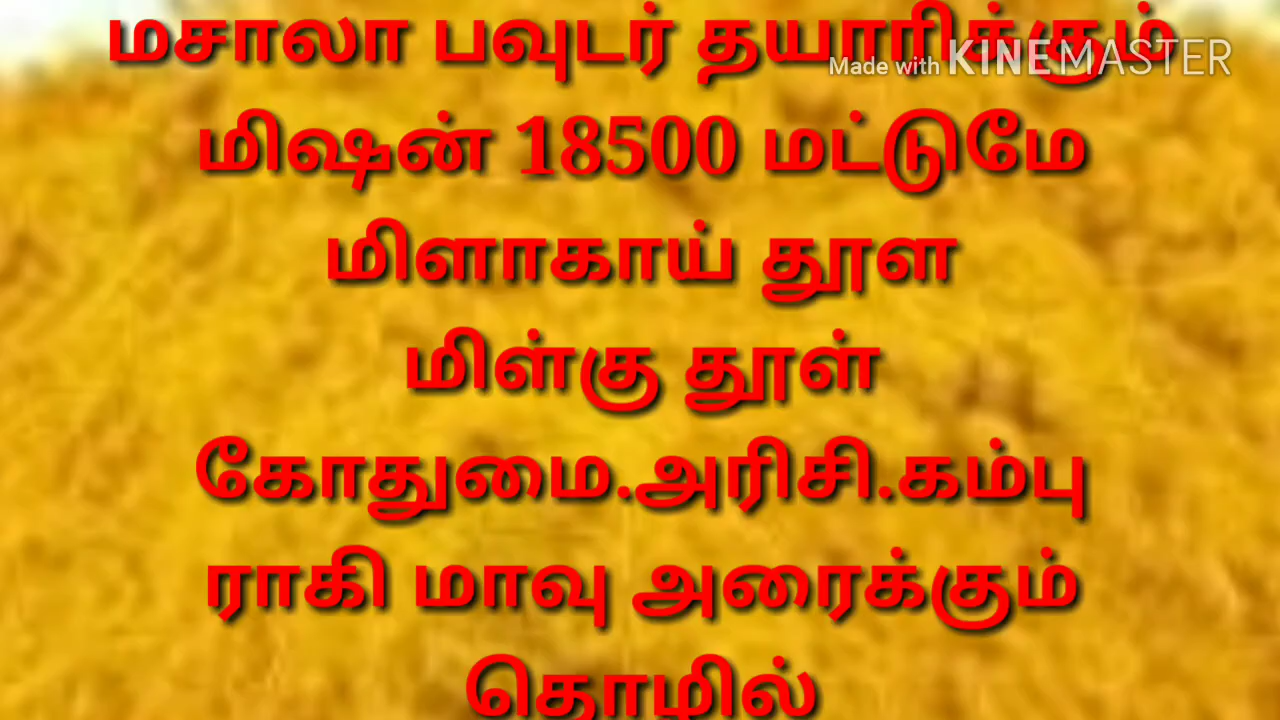 மசாலா பவுடர் தயாரிக்கும்
Made with KINEMASTER
மிஷன் 18500 மட்டுமே
மிளாகாய் தூள
மிள்கு தூள்
கோதுமை.அரிசி.கம்பு
ராகி மாவு அரைக்கும்
தொழில்